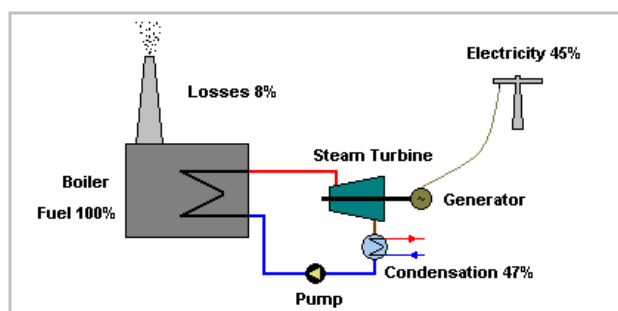 Electricity 45%
Losses 8%
Steam Turbine
Boiler
Fuel 100%
Generator
Condensation 47%
Pump